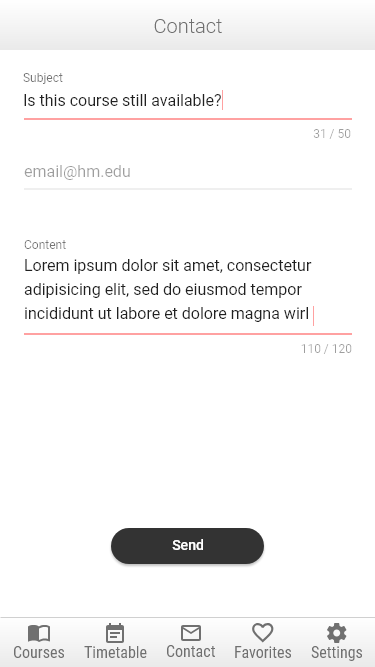 Contact
Subject
Is this course still available?
31 / 50
email@hm.edu
Content
Lorem ipsum dolor sit amet, consectetur
adipisicing elit, sed do eiusmod tempor
incididunt ut labore et dolore magna wirl
110 / 120
Send
Courses Timetable Contact Favorites Settings